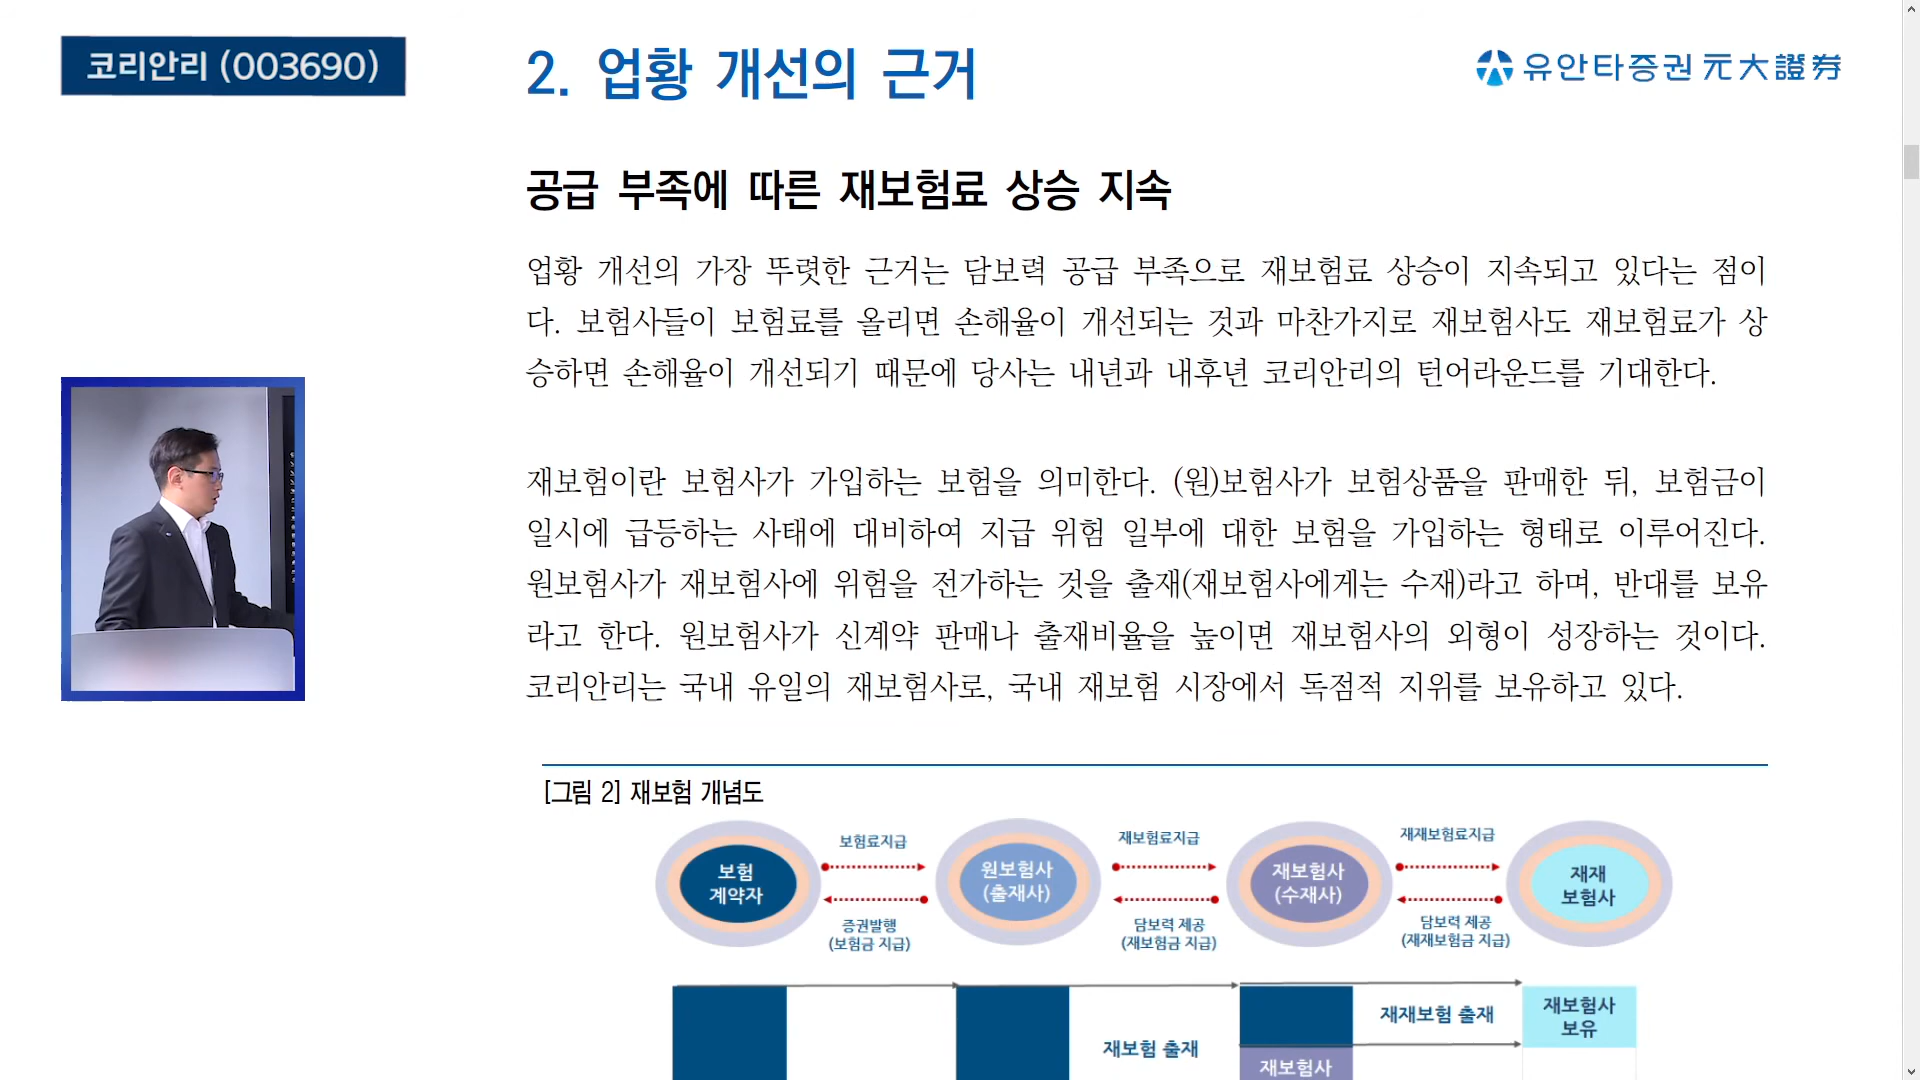 코리안리 (003690)
2. 업황 개선의 근거
유안타증권 元大證券
공급 부족에 따른 재보험료 상승 지속
업황 개선의 가장 뚜렷한 근거는 담보력 공급 부족으로 재보험료 상승이 지속되고 있다는 점이
다. 보험사들이 보험료를 올리면 손해율이 개선되는 것과 마찬가지로 재보험사도 재보험료가 상
승하면 손해율이 개선되기 때문에 당사는 내년과 내후년 코리안리의 턴어라운드를 기대한다.
재보험이란 보험사가 가입하는 보험을 의미한다. (원)보험사가 보험상품을 판매한 뒤, 보험금이
일시에 급등하는 사태에 대비하여 지급 위험 일부에 대한 보험을 가입하는 형태로 이루어진다.
원보험사가 재보험사에 위험을 전가하는 것을 출재(재보험사에게는 수재)라고 하며, 반대를 보유
라고 한다. 원보험사가 신계약 판매나 출재비율을 높이면 재보험사의 외형이 성장하는 것이다.
코리안리는 국내 유일의 재보험사로, 국내 재보험 시장에서 독점적 지위를 보유하고 있다.
[그림 2] 재보험 개념도
보험
계약자
보험료지급
증권발행
(보험금 지급)
원보험사
(출재사)
재보험료지급
담보력 제공
(재보험금 지급)
재보험사
(수재사)
재재보험료지급
담보력 제공
(재재보험금 지급)
재재
보험사
재보험 출재
재보험사
재재보험 출재
재보험사
보유